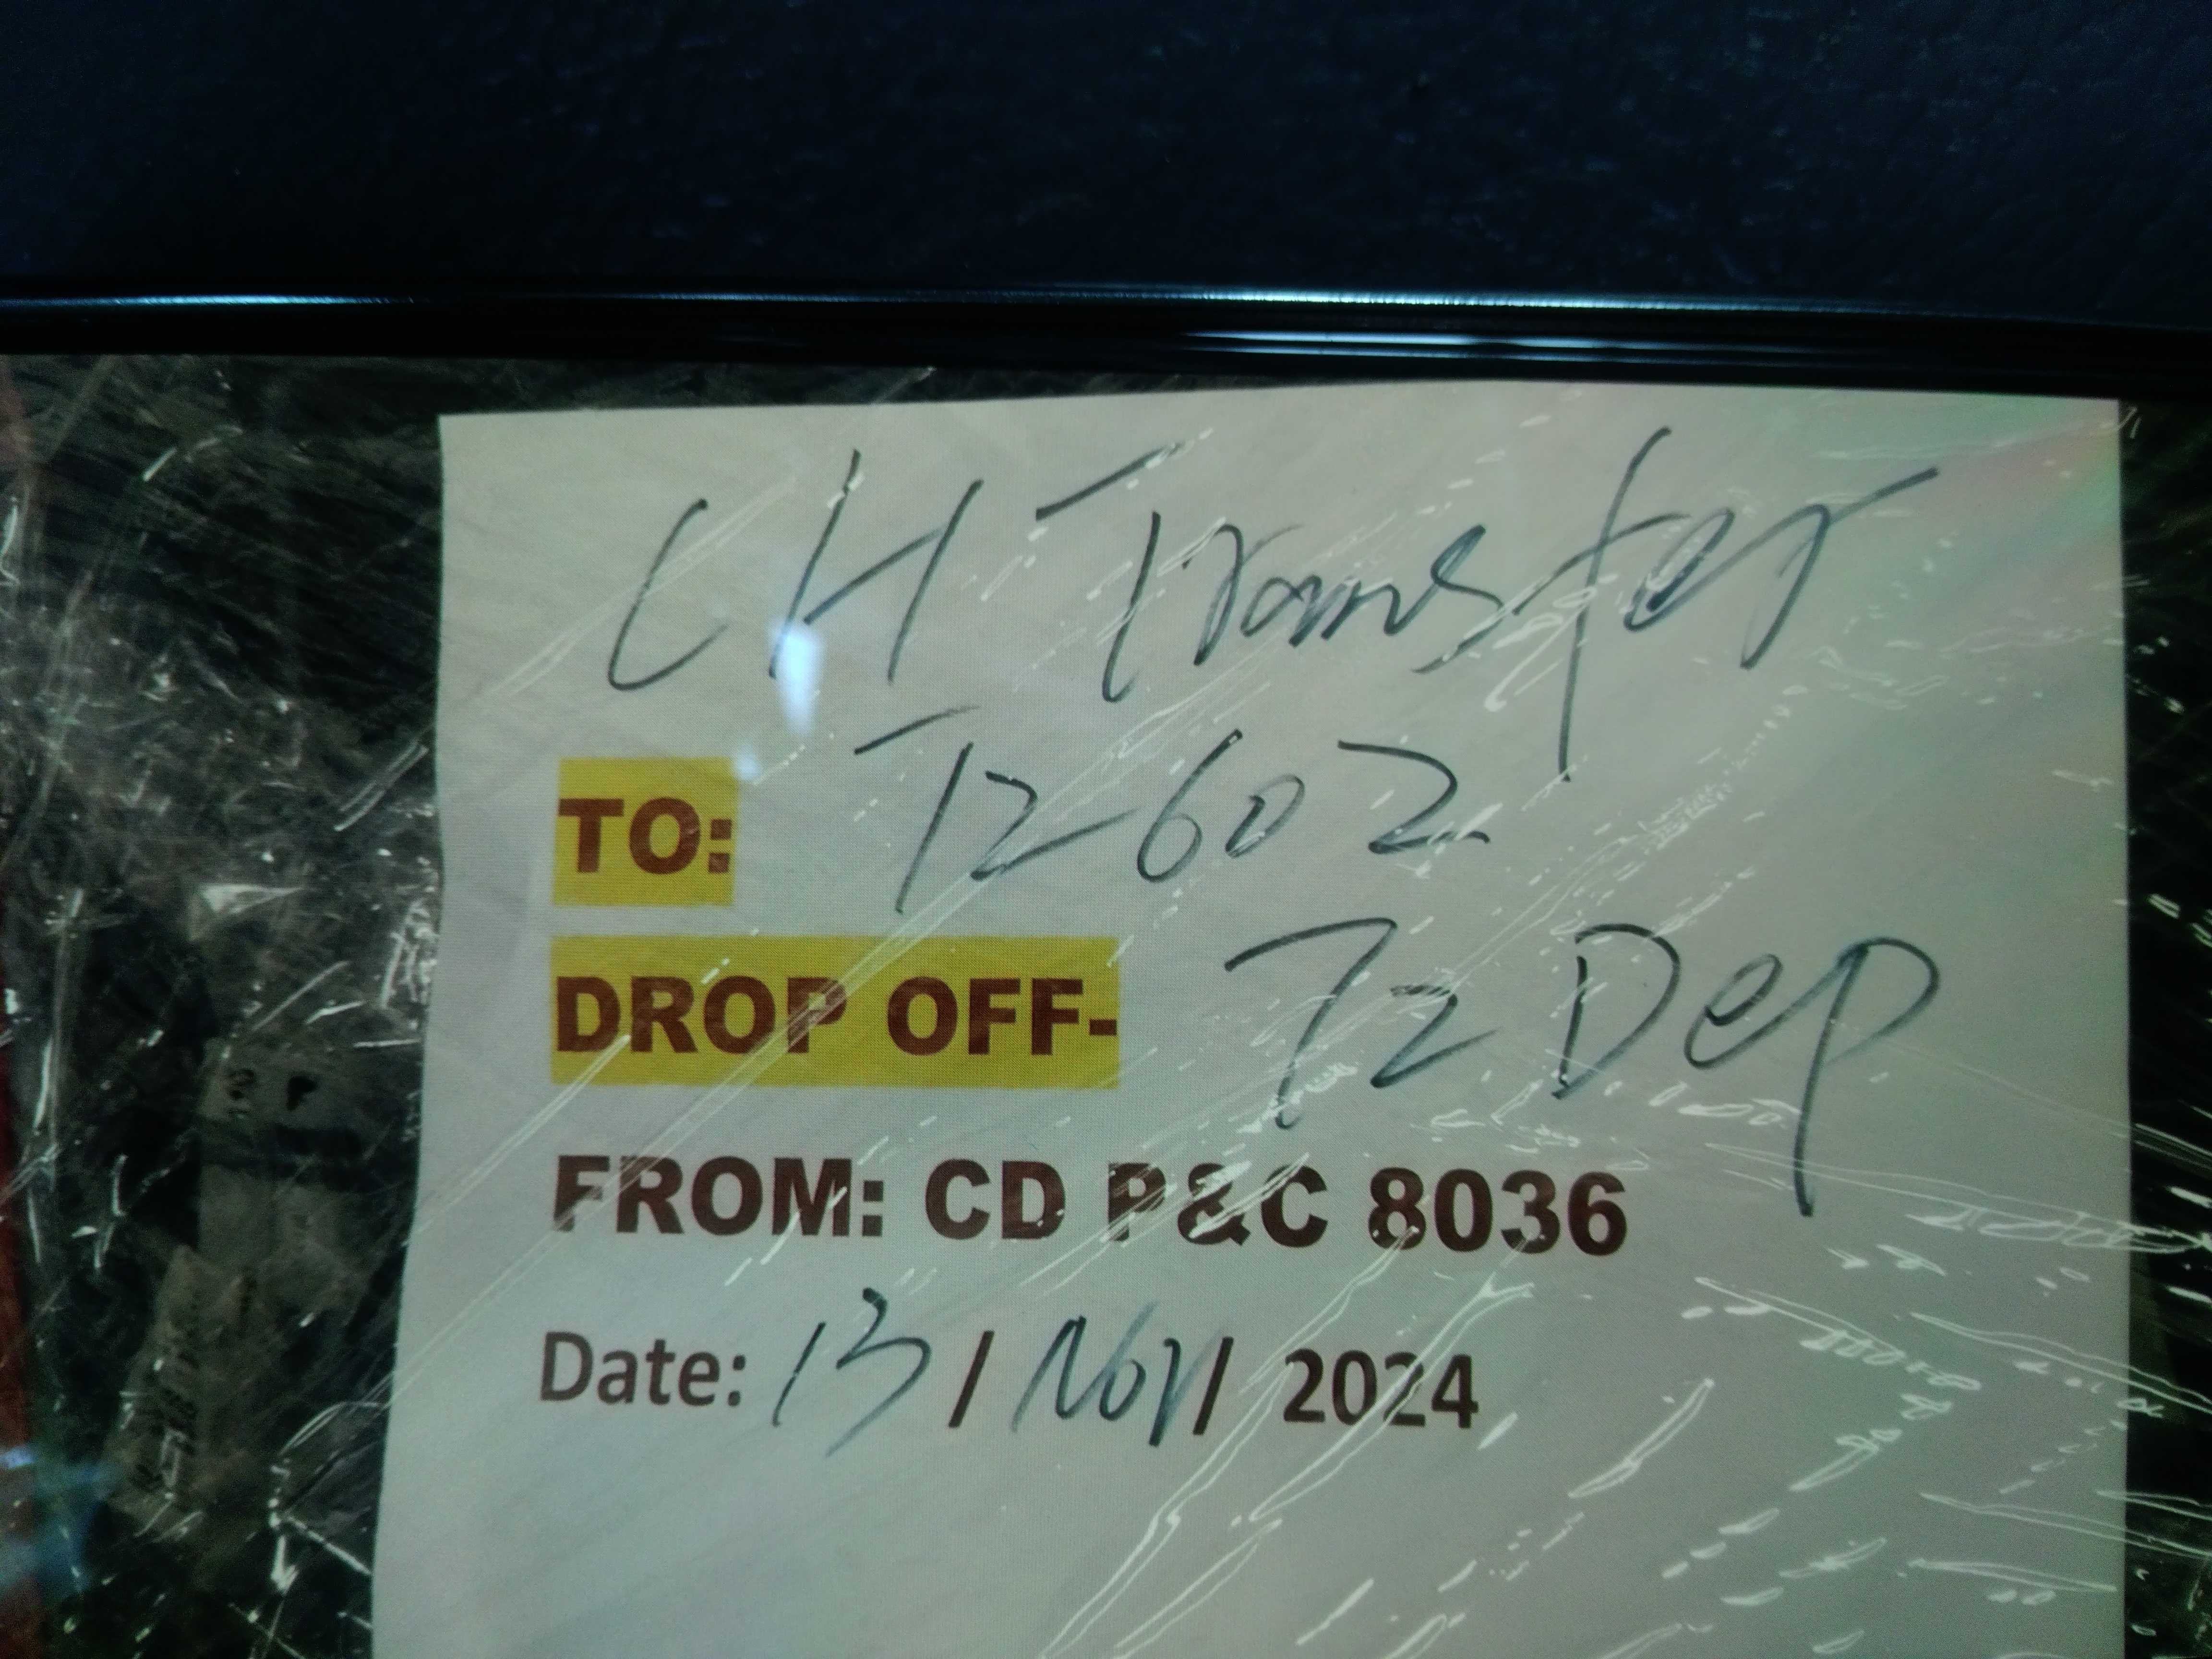 CH Transfer
TO: T2 602
DROP OFF- T2 Dep
FROM: CD P&C 8036
Date: 13 / Nov / 2024